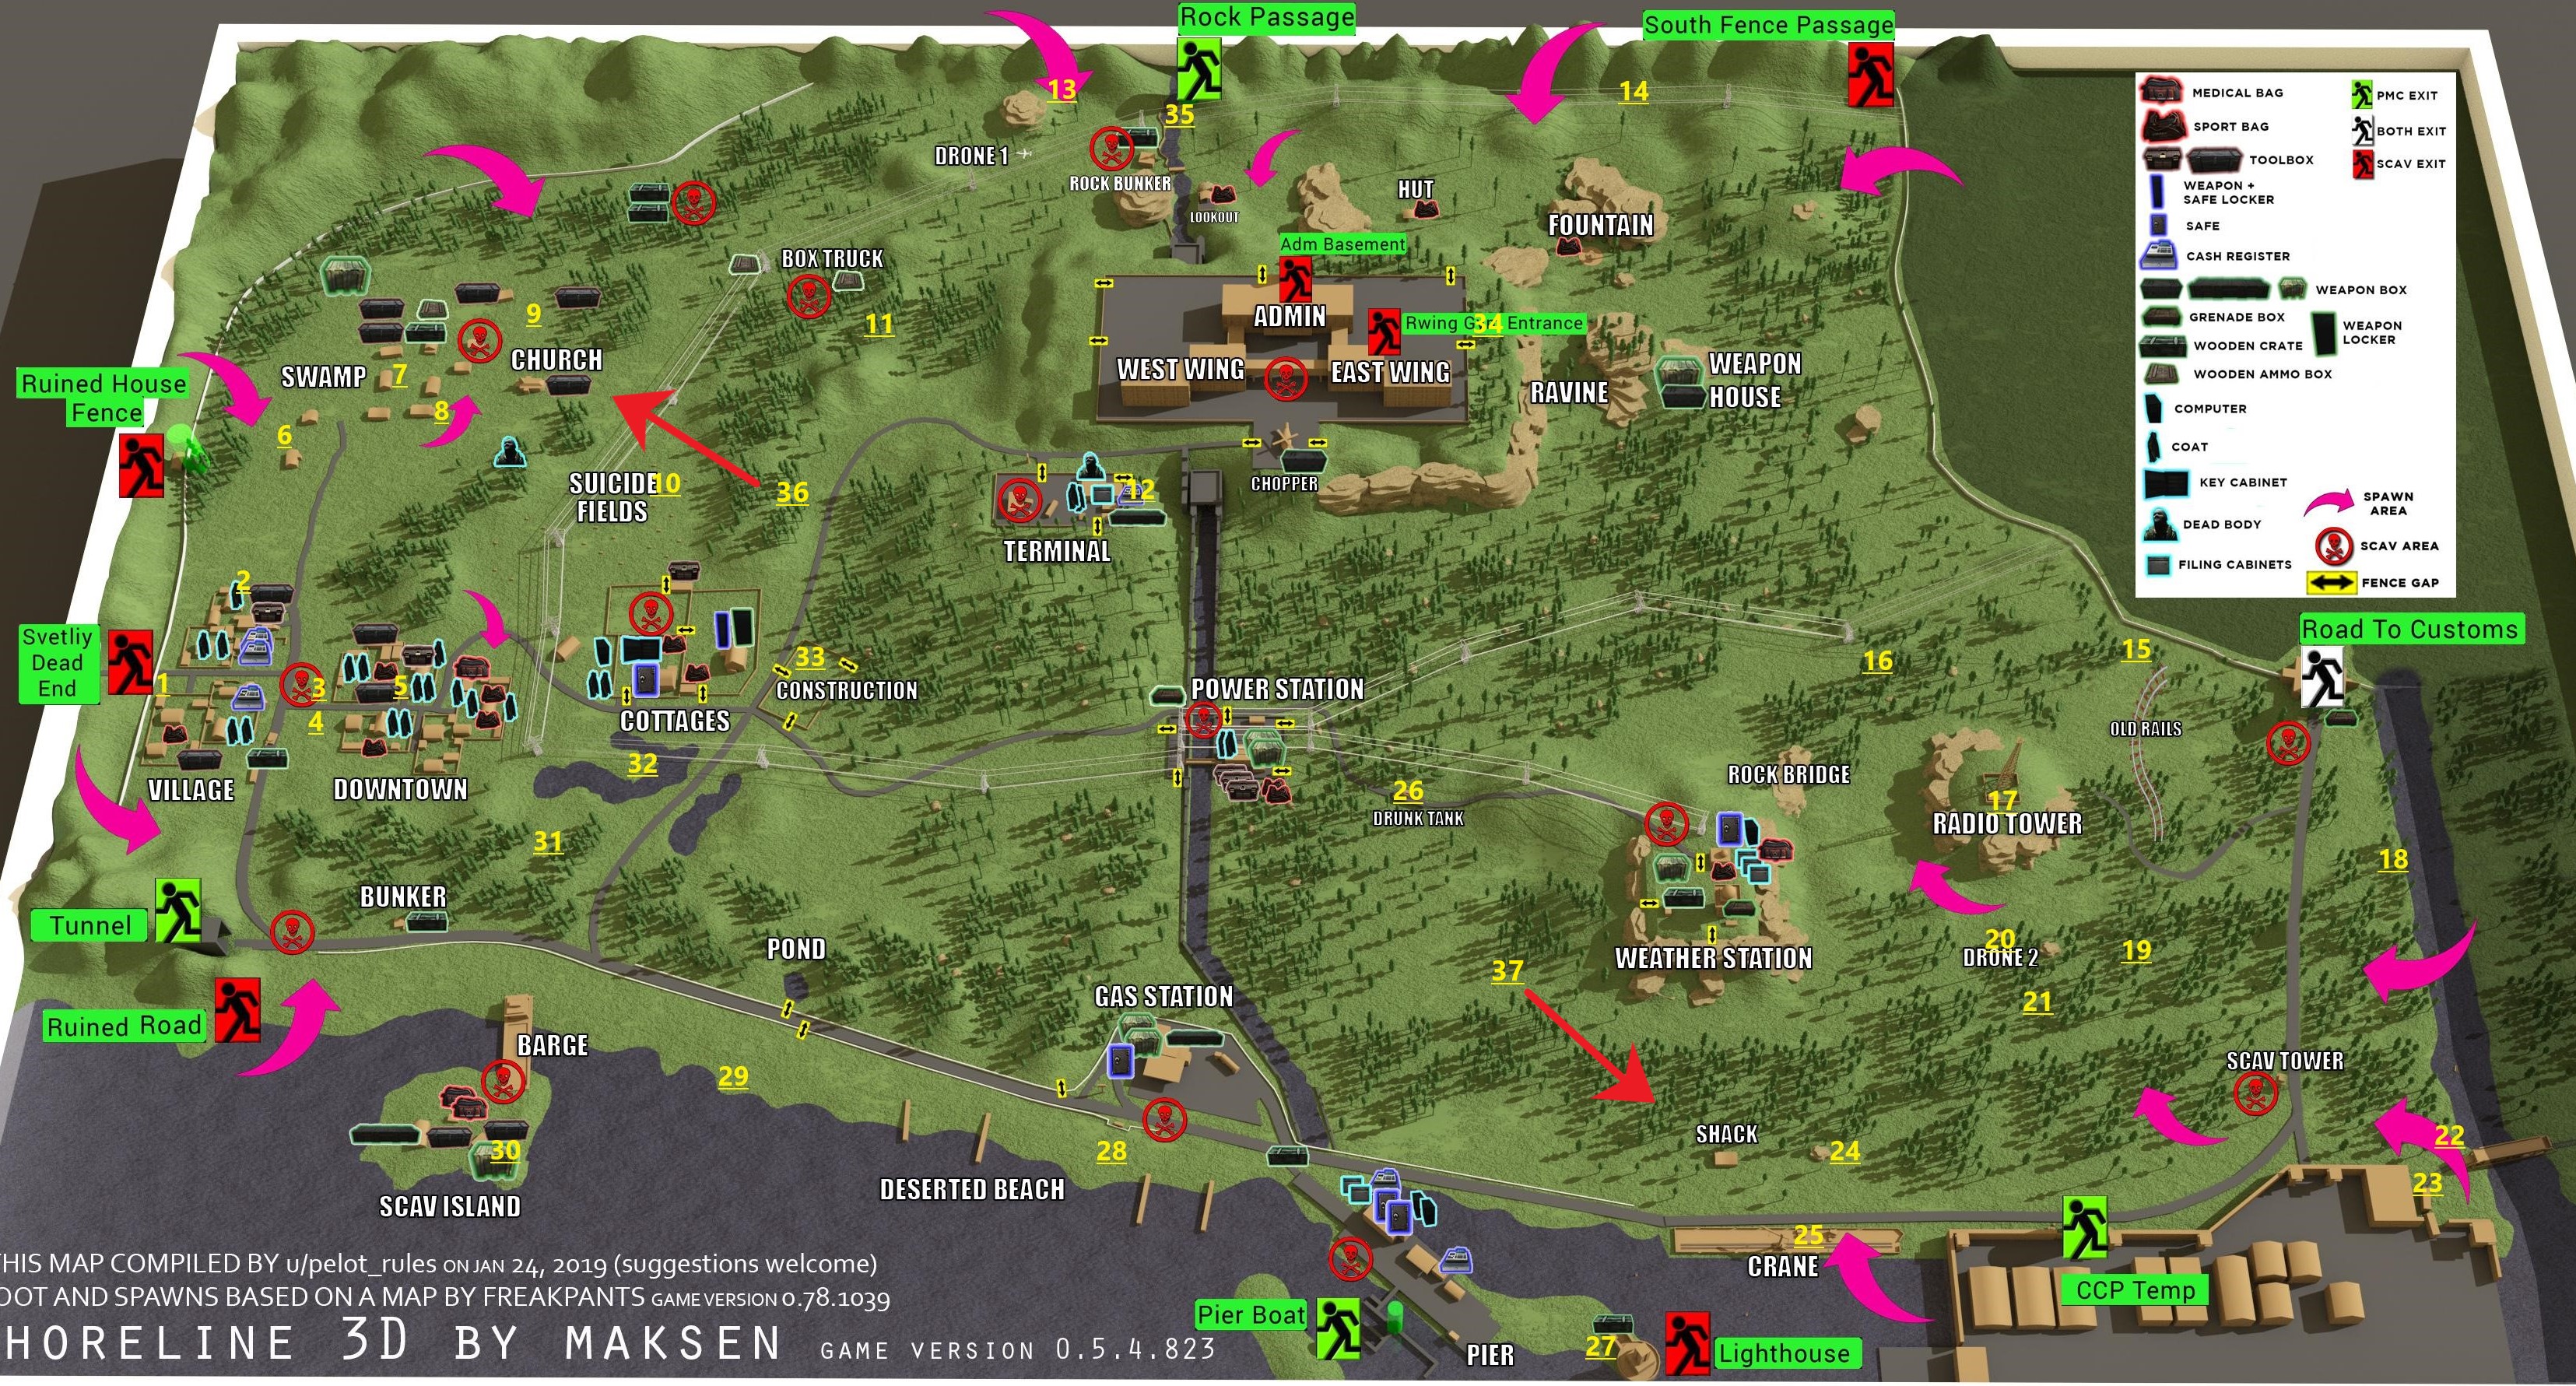 Rock Passage
South Fence Passage
13
14
35
DRONE 1
ROCK BUNKER
LOOKOUT
HUT
FOUNTAIN
Adm Basement
BOX TRUCK
9
11
ADMIN
Rwing G 34 Entrance
CHURCH
SWAMP
7
WEST WING
EAST WING
RAVINE
WEAPON
HOUSE
Ruined House
Fence
8
6
SUICIDE 10
FIELDS
36
12
CHOPPER
TERMINAL
MEDICAL BAG
PMC EXIT
SPORT BAG
BOTH EXIT
TOOLBOX
SCAV EXIT
WEAPON +
SAFE LOCKER
SAFE
CASH REGISTER
WEAPON BOX
GRENADE BOX
WEAPON
LOCKER
WOODEN CRATE
WOODEN AMMO BOX
COMPUTER
COAT
KEY CABINET
SPAWN
AREA
DEAD BODY
SCAV AREA
FILING CABINETS
FENCE GAP
2
Svetliy
Dead
End
1
3
4
5
33
CONSTRUCTION
COTTAGES
POWER STATION
16
15
Road To Customs
OLD RAILS
32
VILLAGE
DOWNTOWN
26
DRUNK TANK
ROCK BRIDGE
17
RADIO TOWER
31
18
BUNKER
Tunnel
POND
37
WEATHER STATION
20
DRONE 2
19
21
Ruined Road
BARGE
29
GAS STATION
SCAV TOWER
30
SCAV ISLAND
28
DESERTED BEACH
SHACK
24
22
23
25
CRANE
CCP Temp
Pier Boat
PIER
27
Lighthouse
THIS MAP COMPILED BY u/pelot_rules ON JAN 24, 2019 (suggestions welcome)
OOT AND SPAWNS BASED ON A MAP BY FREAKPANTS GAME VERSION 0.78.1039
HORELINE 3D BY MAKSEN GAME VERSION 0.5.4.823